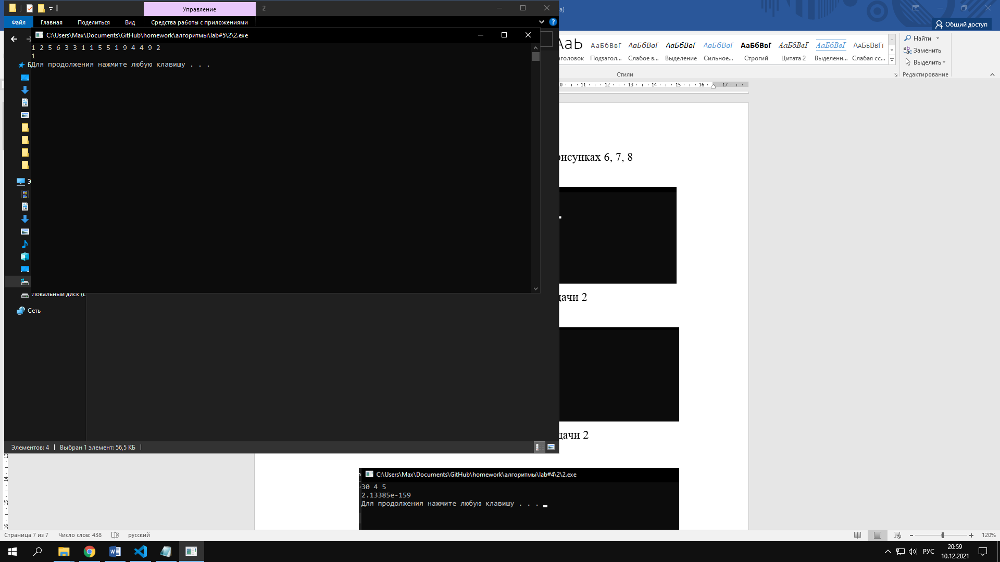 Управление
2
а)
Файл
Главная
Поделиться
Вид
Средства работы с приложениями
Общий доступ
C:\Users\Max\Documents\GitHub\homework\алгоритмы\lab#5\2\2.exe
1 2 5 6 3 3 1 1 5 5 1 9 4 4 9 2
1
Для продолжения нажмите любую клавишу . . .
АаБбВвГ АаБбВвГ АаБбВвГ АаБбВвГ АаБбВвГ АаБбВвГ АаБбВвГ
аголовок Подзагол... Слабое в... Выделение Сильное... Строгий Цитата 2 Выделенн... Слабая сс...
Стили
Найти
Заменить
Выделить
Редактирование
11 12 13 14 15 16 17
рисунках 6, 7, 8
Э
Локальный диск (
Сеть
дачи 2
дачи 2
Элементов: 4
Выбран 1 элемент: 56,5 КБ
13
14
15
16
C:\Users\Max\Documents\GitHub\homework\алгоритмы\lab#4\2\2.exe
30 4 5
2.13385e-159
Для продолжения нажмите любую клавишу . . .
Страница 7 из 7
Число слов: 438
русский
120%
РУС
20:59
10.12.2021